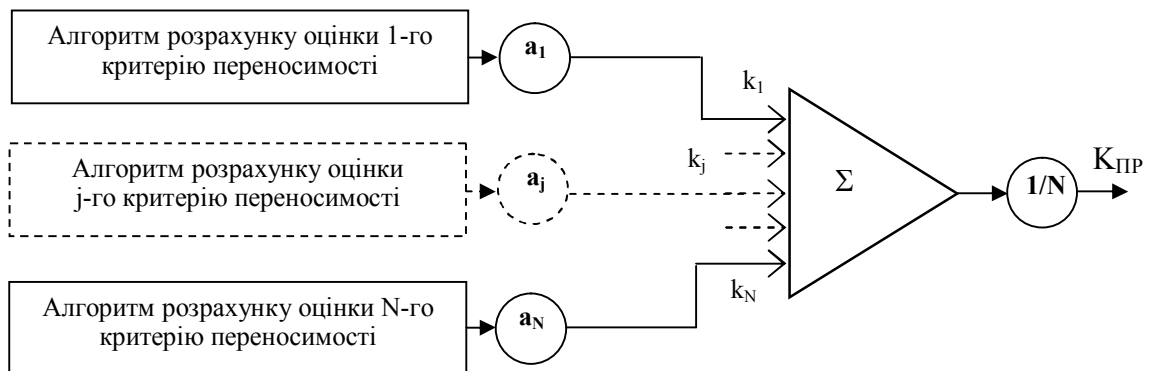 Алгоритм розрахунку оцінки 1-го
критерію переносимості
a1
k1
Алгоритм розрахунку оцінки
j-го критерію переносимості
aj
kj
Σ
1/N
KПР
Алгоритм розрахунку оцінки N-го
критерію переносимості
aN
kN